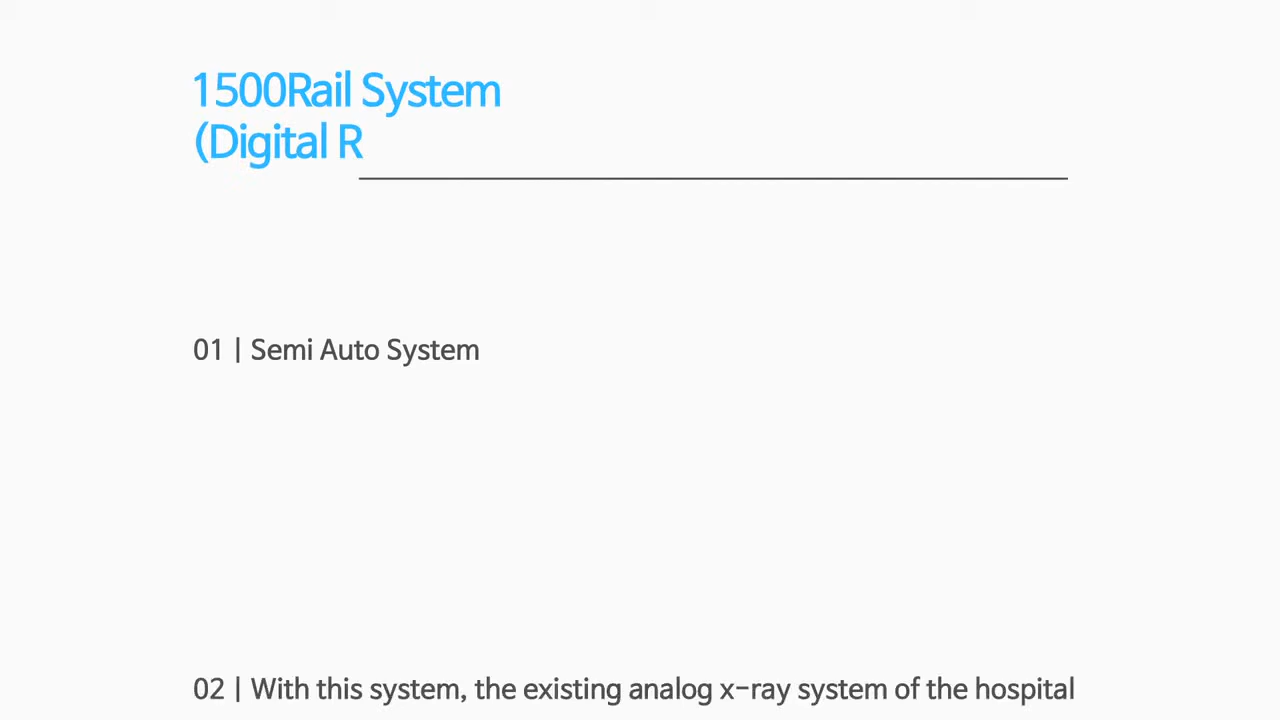 1500Rail System
(Digital R
01 | Semi Auto System
02 | With this system, the existing analog x-ray system of the hospital